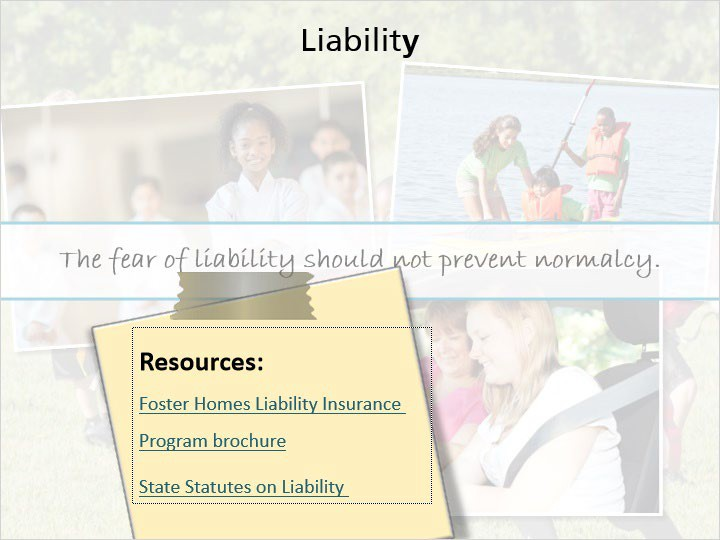 Liability
The fear of liability should not prevent normalcy.
Resources:
Foster Homes Liability Insurance
Program brochure
State Statutes on Liability